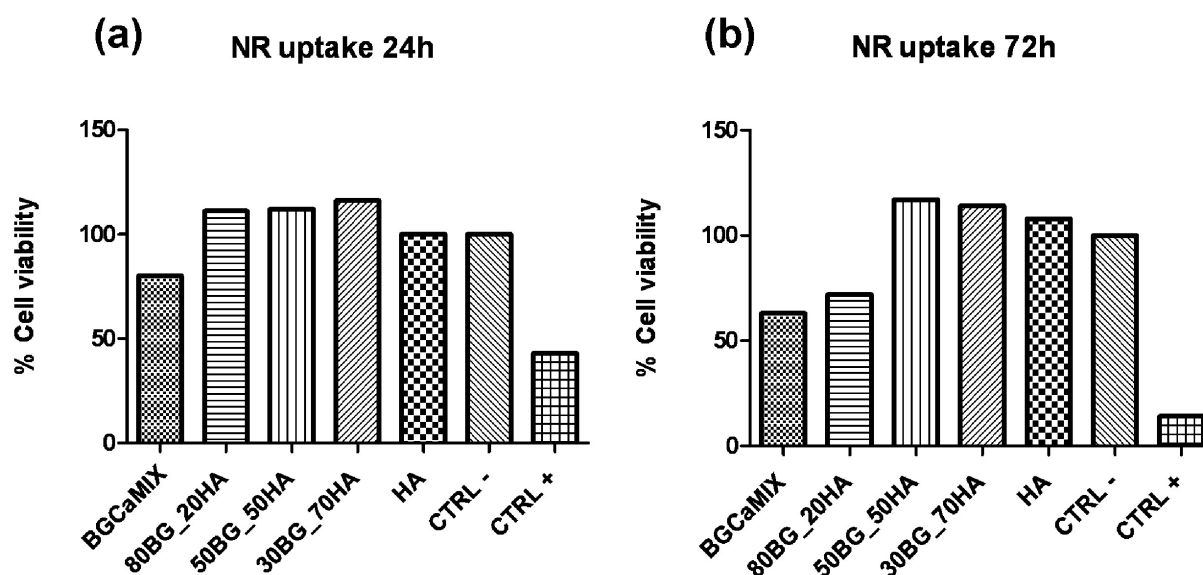 (a)
NR uptake 24h
% Cell viability
150
100
50
0
BGCaMIX
80BG_20HA
50BG_50HA
30BG_70HA
HA
CTRL -
CTRL +
(b)
NR uptake 72h
% Cell viability
150
100
50
0
BGCaMIX
80BG_20HA
50BG_50HA
30BG_70HA
HA
CTRL -
CTRL +